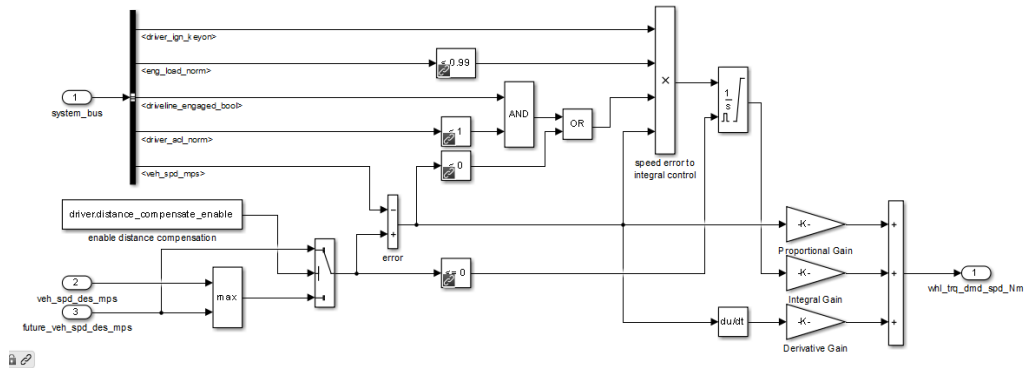 <driver_ign_keyon>
<eng_load_norm>
< 0.99
<driveline_engaged_bool>
1
system_bus
AND
OR
×
1
s
<driver_acl_norm>
< 1
< 0
<veh_spd_mps>
speed error to
integral control
driver.distance_compensate_enable
enable distance compensation
−
+
error
-K-
Proportional Gain
+
<= 0
2
veh_spd_des_mps
max
3
future_veh_spd_des_mps
-K-
Integral Gain
+
1
whl_trq_dmd_spd_Nm
du/dt
-K-
Derivative Gain
+